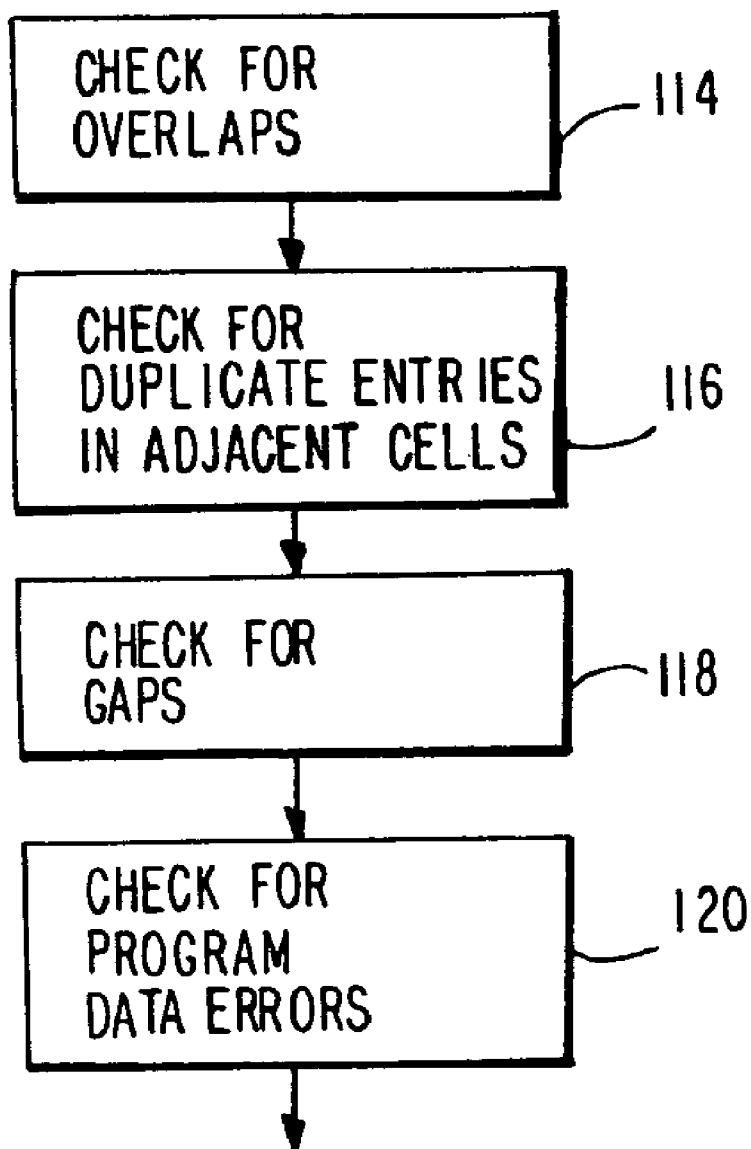 CHECK FOR
OVERLAPS
114
CHECK FOR
DUPLICATE ENTRIES
IN ADJACENT CELLS
116
CHECK FOR
GAPS
118
CHECK FOR
PROGRAM
DATA ERRORS
120